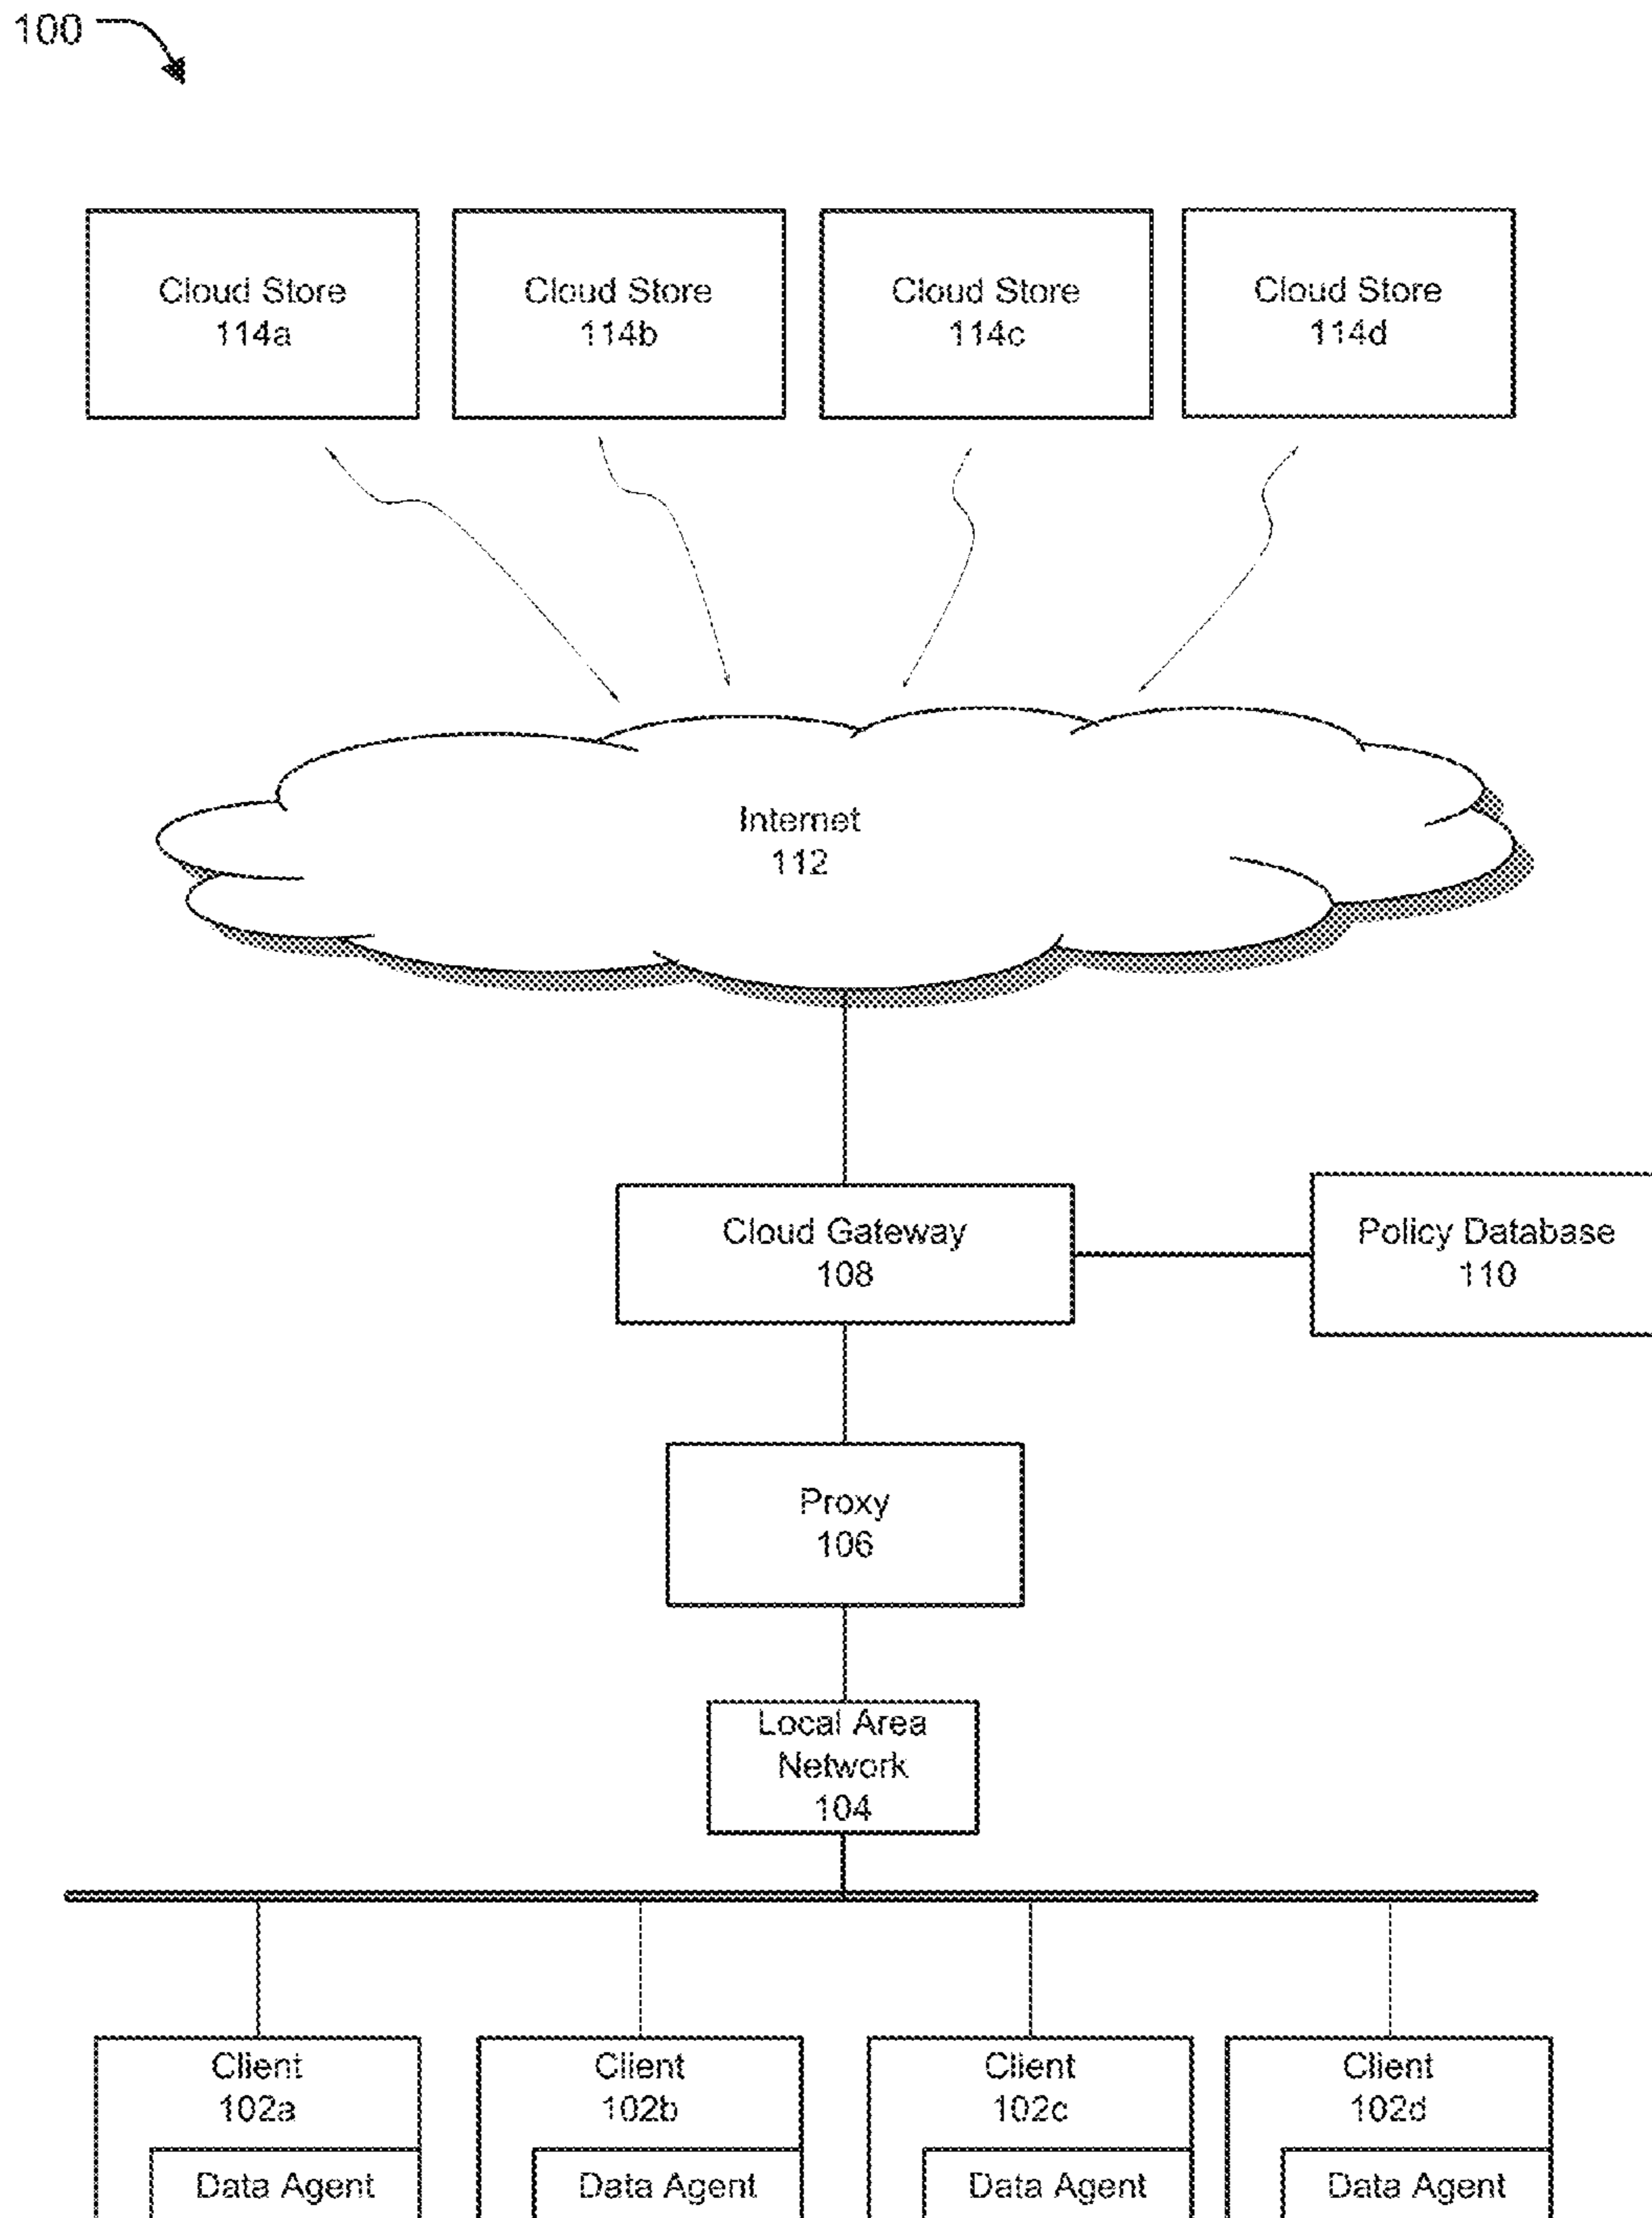 100
Cloud Store
114a
Cloud Store
114b
Cloud Store
114c
Cloud Store
114d
Internet
112
Cloud Gateway
108
Policy Database
110
Proxy
106
Local Area
Network
104
Client
102a
Client
102b
Client
102c
Client
102d
Data Agent
Data Agent
Data Agent
Data Agent